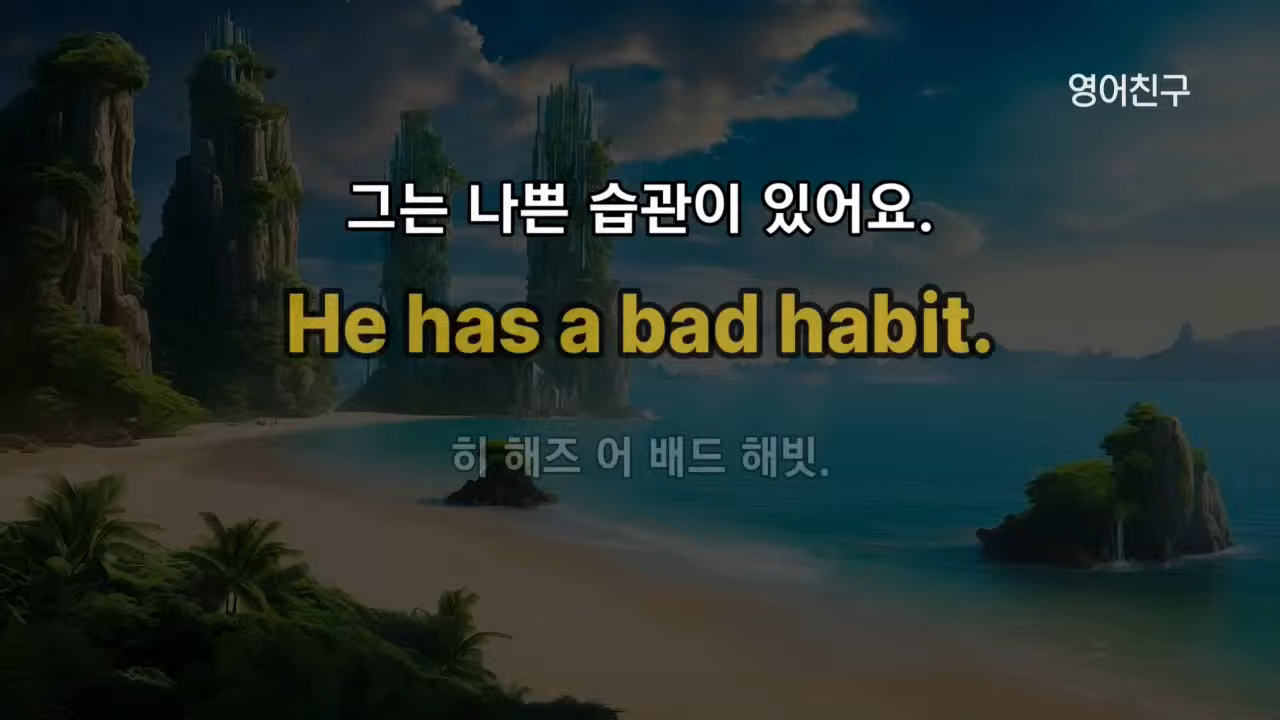 영어친구
그는 나쁜 습관이 있어요.
He has a bad habit.
히 해즈 어 배드 해빗.